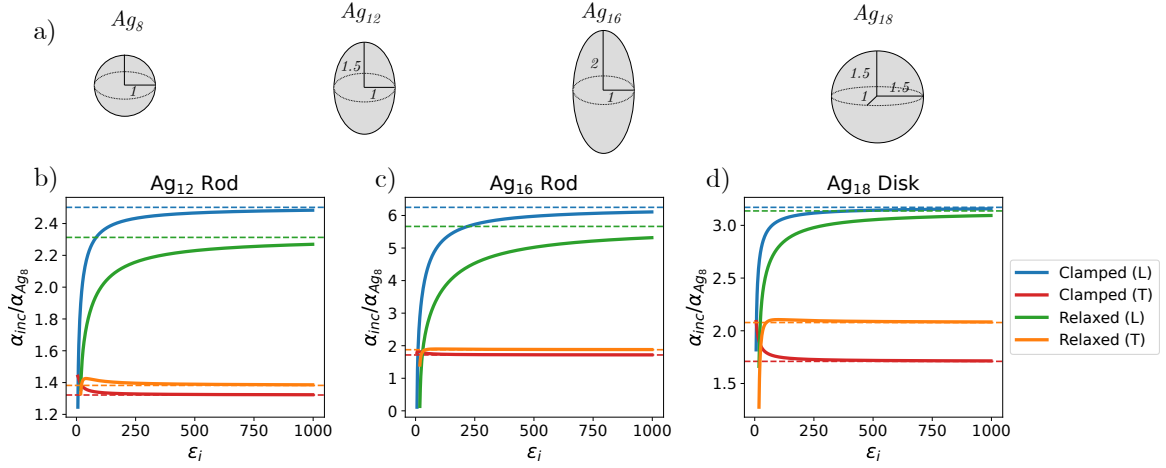 a)
Ag8
Ag12
Ag16
Ag18
1
1.5
1
2
1
1.5
1
1.5
b)
Ag12 Rod
αinc/αAg8
2.4
2.2
2.0
1.8
1.6
1.4
1.2
0
250
500
750
1000
εi
c)
Ag16 Rod
αinc/αAg8
6
5
4
3
2
1
0
0
250
500
750
1000
εi
d)
Ag18 Disk
αinc/αAg8
3.0
2.5
2.0
1.5
0
250
500
750
1000
εi
Clamped (L)
Clamped (T)
Relaxed (L)
Relaxed (T)